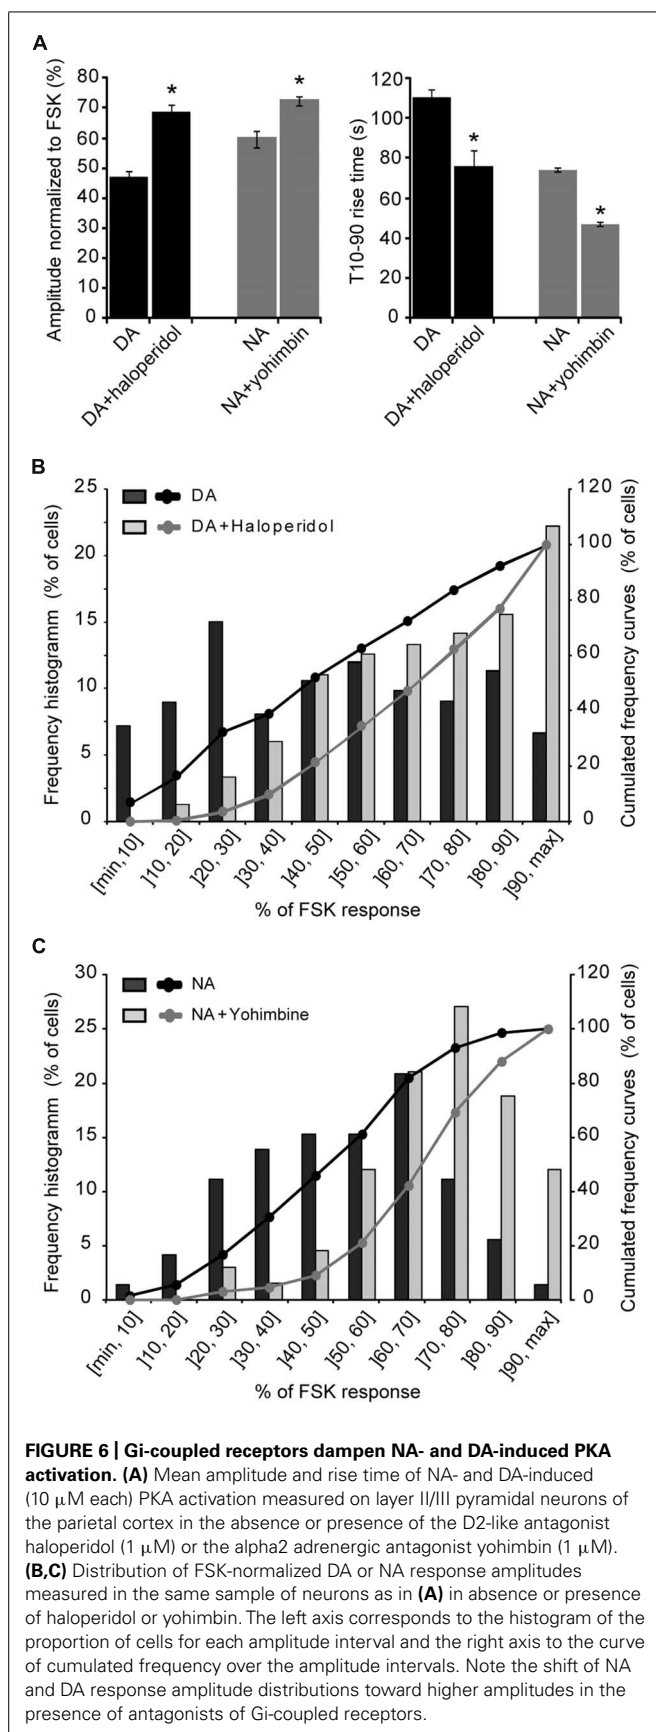 A
Amplitude normalized to FSK (%)
80
70
60
50
40
30
20
10
0
*
*
DA
DA+haloperidol
NA
NA+yohimbin
T10-90 rise time (s)
120
100
80
60
40
20
0
*
*
DA
DA+haloperidol
NA
NA+yohimbin
B
Frequency histogramm (% of cells)
25
20
15
10
5
0
DA
DA+Haloperidol
120
100
80
60
40
20
0
Cumulated frequency curves (% of cells)
[min, 10]
]10, 20]
]20, 30]
]30, 40]
]40, 50]
]50, 60]
]60, 70]
]70, 80]
]80, 90]
]90, max]
% of FSK response
C
Frequency histogramm (% of cells)
30
25
20
15
10
5
0
NA
NA+Yohimbine
120
100
80
60
40
20
0
Cumulated frequency curves (% of cells)
[min, 10]
]10, 20]
]20, 30]
]30, 40]
]40, 50]
]50, 60]
]60, 70]
]70, 80]
]80, 90]
]90, max]
% of FSK response
FIGURE 6 | Gi-coupled receptors dampen NA- and DA-induced PKA
activation. (A) Mean amplitude and rise time of NA- and DA-induced
(10 μM each) PKA activation measured on layer II/III pyramidal neurons of
the parietal cortex in the absence or presence of the D2-like antagonist
haloperidol (1 μM) or the alpha2 adrenergic antagonist yohimbin (1 μM).
(B,C) Distribution of FSK-normalized DA or NA response amplitudes
measured in the same sample of neurons as in (A) in absence or presence
of haloperidol or yohimbin. The left axis corresponds to the histogram of the
proportion of cells for each amplitude interval and the right axis to the curve
of cumulated frequency over the amplitude intervals. Note the shift of NA
and DA response amplitude distributions toward higher amplitudes in the
presence of antagonists of Gi-coupled receptors.